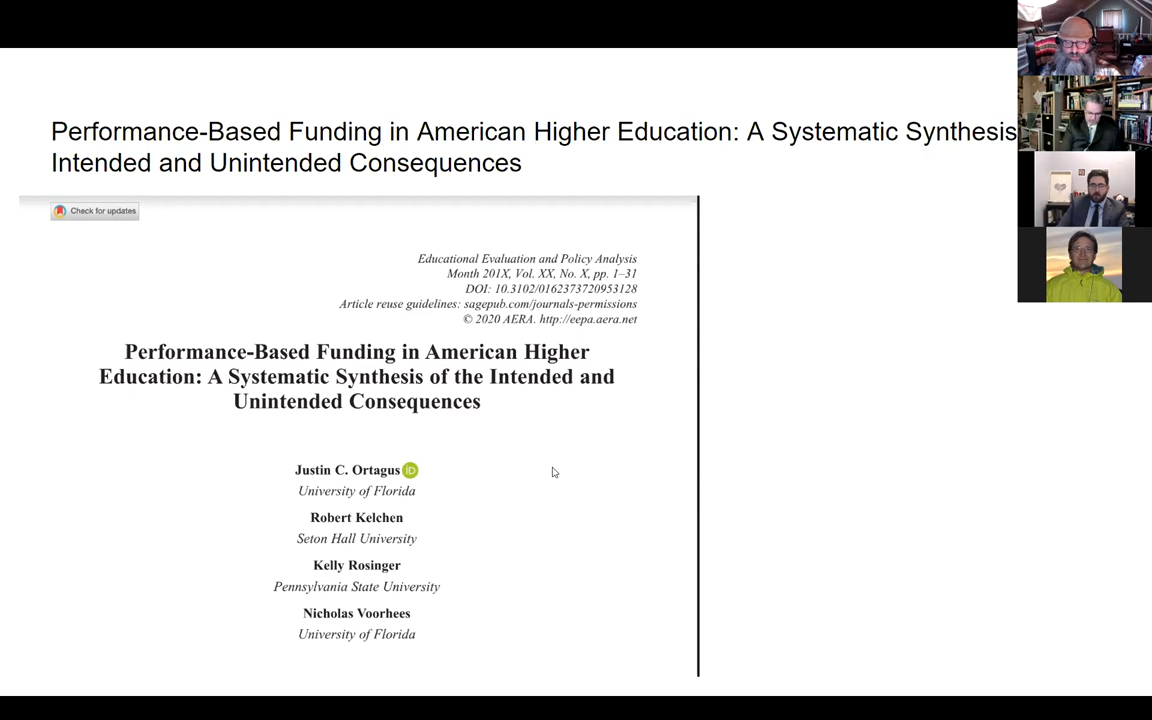 Performance-Based Funding in American Higher Education: A Systematic Synthesis
Intended and Unintended Consequences
Check for updates
Educational Evaluation and Policy Analysis
Month 201X, Vol. XX, No. X, pp. 1–31
DOI: 10.3102/0162373720953128
Article reuse guidelines: sagepub.com/journals-permissions
© 2020 AERA. http://eepa.aera.net
Performance-Based Funding in American Higher
Education: A Systematic Synthesis of the Intended and
Unintended Consequences
Justin C. Ortagus iD
University of Florida
Robert Kelchen
Seton Hall University
Kelly Rosinger
Pennsylvania State University
Nicholas Voorhees
University of Florida